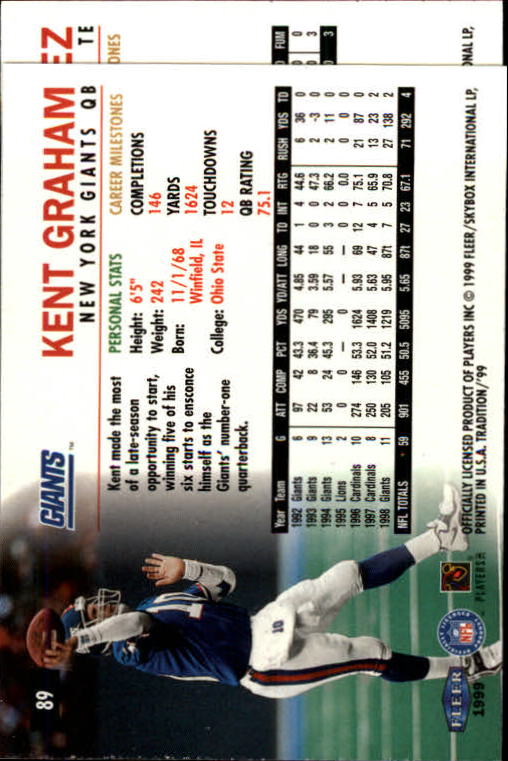 89
GIANTS™
KENT GRAHAM
NEW YORK GIANTS QB
EZ
TE
Kent made the most
of a late-season
opportunity to start,
winning five of his
six starts to ensconce
himself as the
Giants' number-one
quarterback.
PERSONAL STATS
Height: 6'5"
Weight: 242
Born: 11/1/68
Winfield, IL
College: Ohio State
CAREER MILESTONES
COMPLETIONS
146
YARDS
1624
TOUCHDOWNS
12
QB RATING
75.1
ONES
Year Team G ATT COMP PCT YDS YD/ATT LONG TD INT RTG RUSH YDS TD
1992 Giants 6 97 42 43.3 470 4.85 44 1 4 44.6 6 36 0
1993 Giants 9 22 8 36.4 79 3.59 18 0 0 47.3 2 -3 0
1994 Giants 13 53 24 45.3 295 5.57 55 3 2 66.2 2 11 0
1995 Lions 2 0 0 — 0 — 0 0 0 0.0 0 0 0
1996 Cardinals 10 274 146 53.3 1624 5.93 69 12 7 75.1 21 87 0
1997 Cardinals 8 250 130 52.0 1408 5.63 47 4 5 65.9 13 23 2
1998 Giants 11 205 105 51.2 1219 5.95 87t 7 5 70.8 27 138 2
NFL TOTALS 59 901 455 50.5 5095 5.65 87t 27 23 67.1 71 292 4
FUM
0
3
0
3
OFFICIALLY LICENSED PRODUCT OF PLAYERS INC © 1999 FLEER/SKYBOX INTERNATIONAL LP,
PRINTED IN U.S.A. TRADITION/'99
ONAL LP,
10
10
FLEER
1999
NFL
PLAYERS